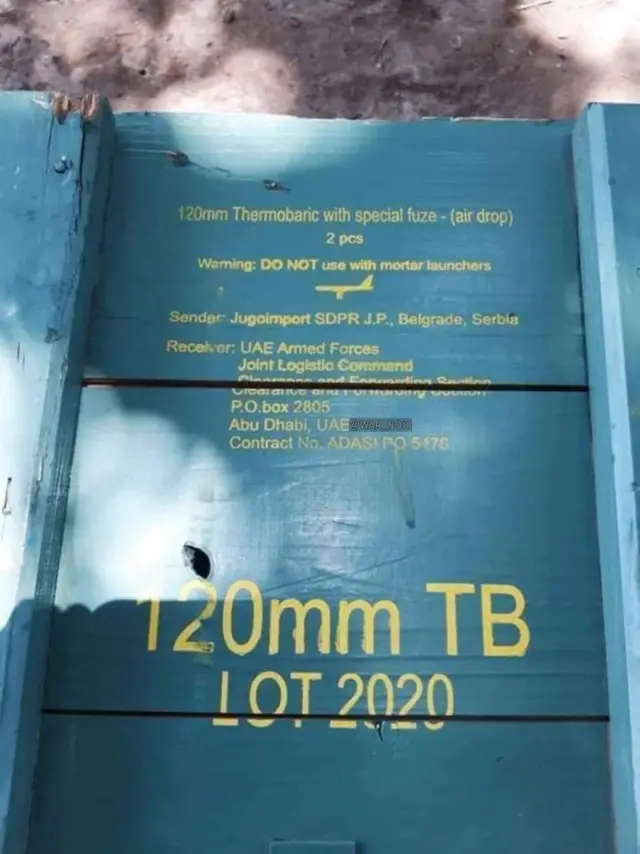 120mm Thermobaric with special fuze - (air drop)
2 pcs
Warning: DO NOT use with mortar launchers
Sender: Jugoimport SDPR J.P., Belgrade, Serbia
Receiver: UAE Armed Forces
Joint Logistic Command
Clearance and Forwarding Section
P.O.box 2805
Abu Dhabi, UAE
@WAR_NOIR
Contract No. ADASI PO 5476
120mm TB
LOT 2020